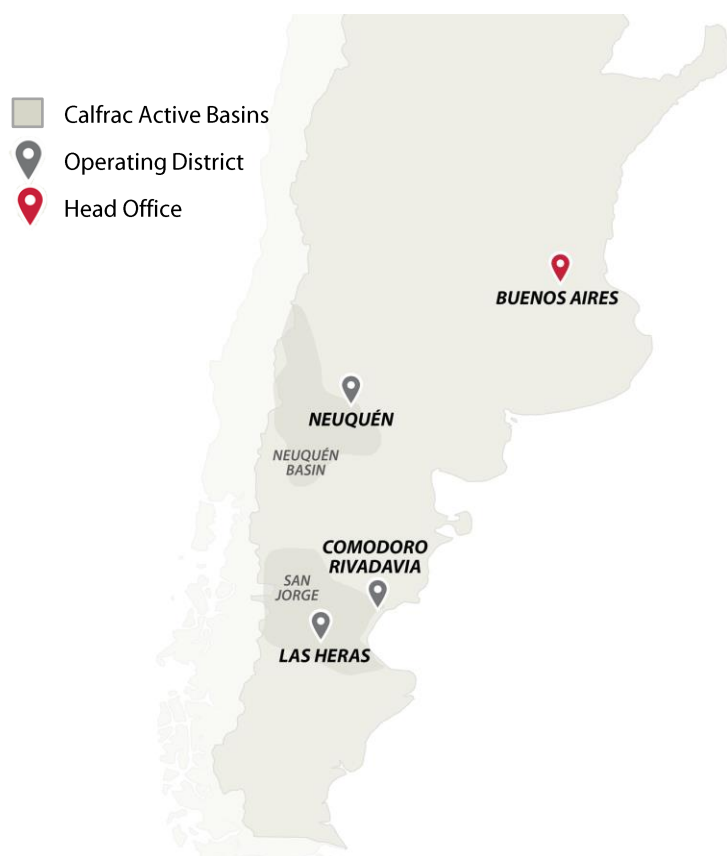 Calfrac Active Basins
Operating District
Head Office
BUENOS AIRES
NEUQUÉN
NEUQUÉN
BASIN
COMODORO
RIVADAVIA
SAN
JORGE
LAS HERAS